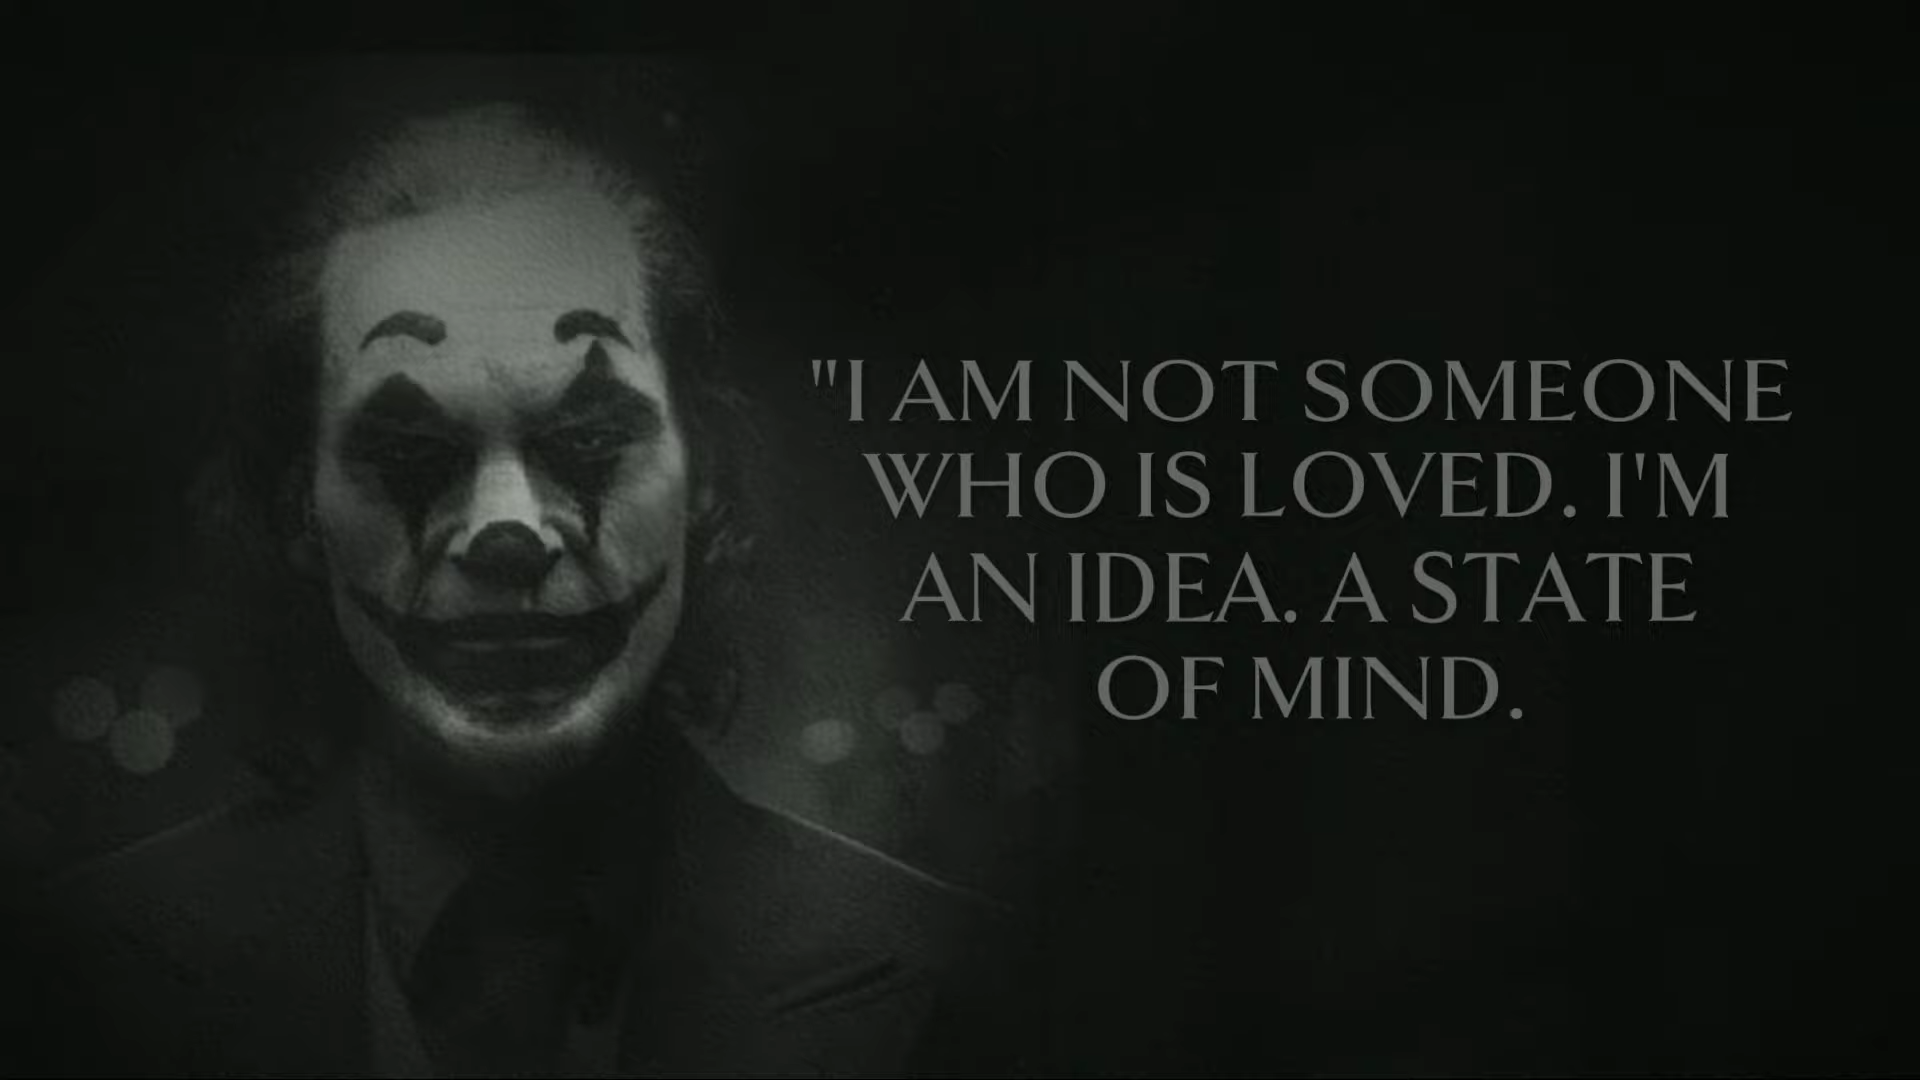 "I AM NOT SOMEONE
WHO IS LOVED. I'M
AN IDEA. A STATE
OF MIND.